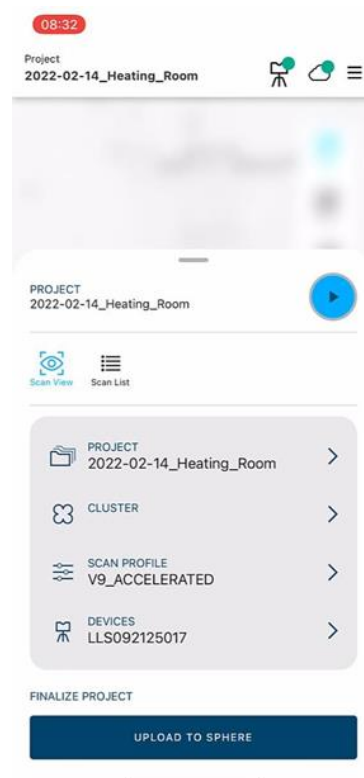 08:32
Project
2022-02-14_Heating_Room
PROJECT
2022-02-14_Heating_Room
Scan View
Scan List
PROJECT
2022-02-14_Heating_Room
CLUSTER
SCAN PROFILE
V9_ACCELERATED
DEVICES
LLS092125017
FINALIZE PROJECT
UPLOAD TO SPHERE